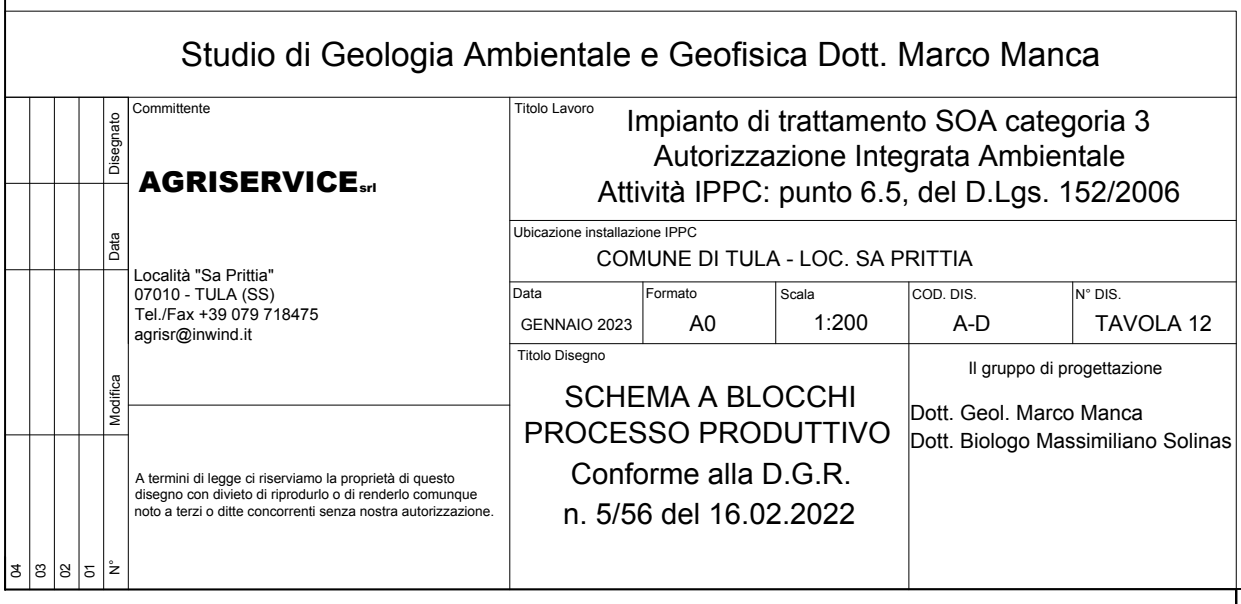 Studio di Geologia Ambientale e Geofisica Dott. Marco Manca
Disegnato
Data
Modifica
N°
01
02
03
04
Committente
AGRISERVICE srl
Località "Sa Prittia"
07010 - TULA (SS)
Tel./Fax +39 079 718475
agrisr@inwind.it
A termini di legge ci riserviamo la proprietà di questo
disegno con divieto di riprodurlo o di renderlo comunque
noto a terzi o ditte concorrenti senza nostra autorizzazione.
Titolo Lavoro
Impianto di trattamento SOA categoria 3
Autorizzazione Integrata Ambientale
Attività IPPC: punto 6.5, del D.Lgs. 152/2006
Ubicazione installazione IPPC
COMUNE DI TULA - LOC. SA PRITTIA
Data
GENNAIO 2023
Formato
A0
Scala
1:200
COD. DIS.
A-D
N° DIS.
TAVOLA 12
Titolo Disegno
SCHEMA A BLOCCHI
PROCESSO PRODUTTIVO
Conforme alla D.G.R.
n. 5/56 del 16.02.2022
Il gruppo di progettazione
Dott. Geol. Marco Manca
Dott. Biologo Massimiliano Solinas